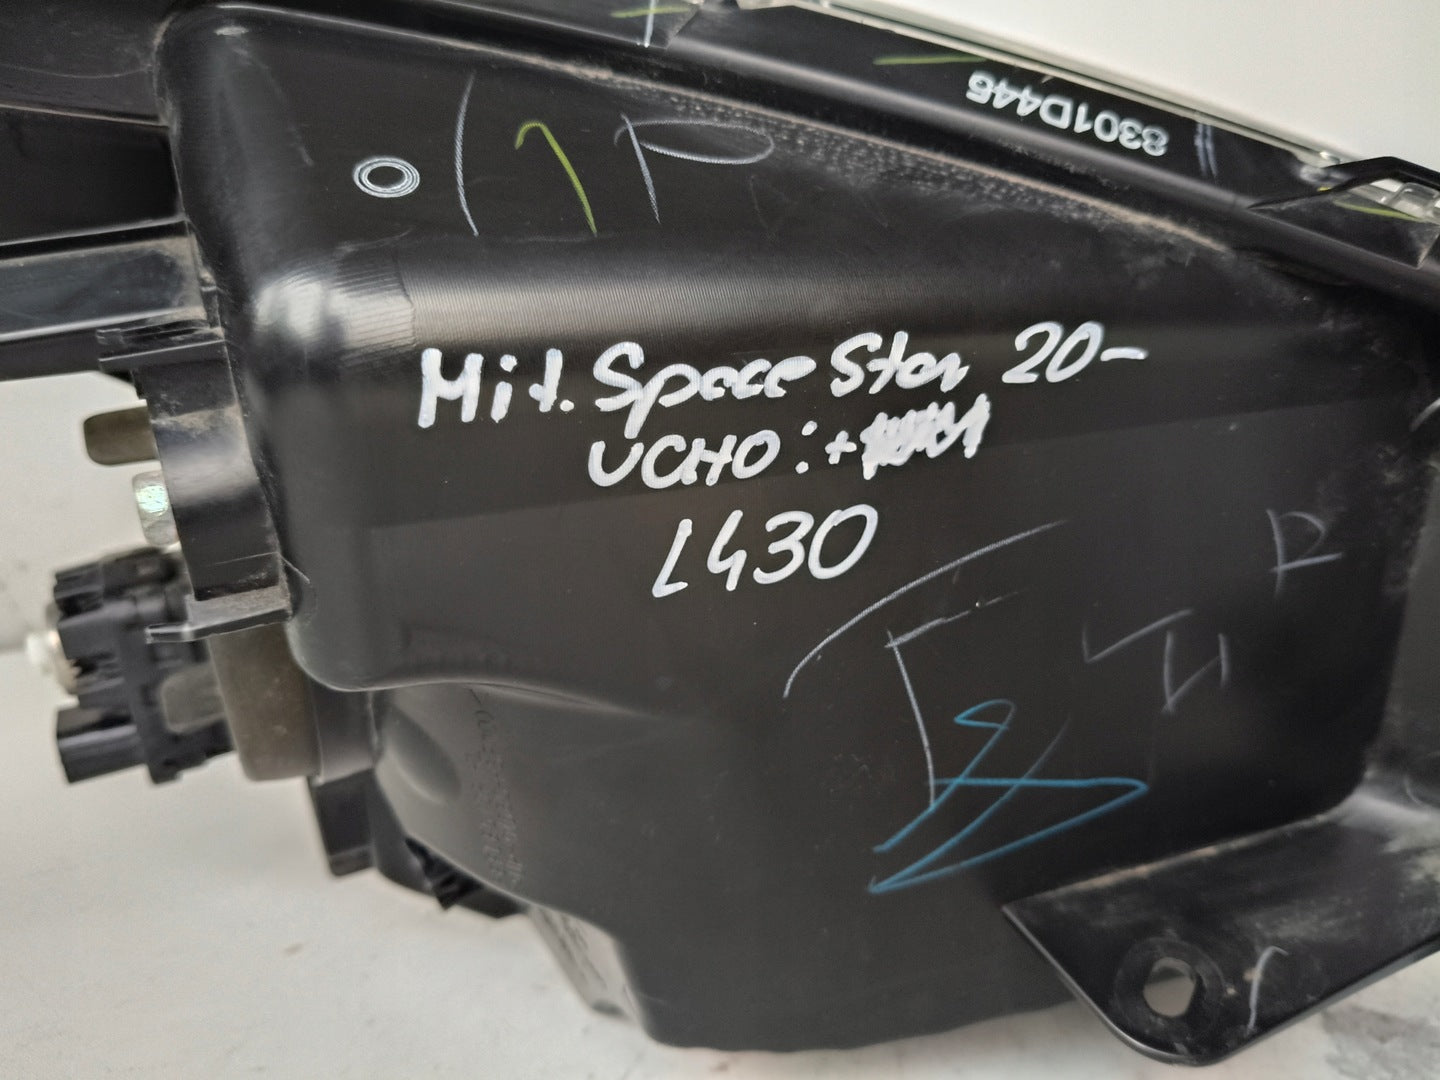 8301D446
Mit. Space Star 20-
UCHO: +
L430